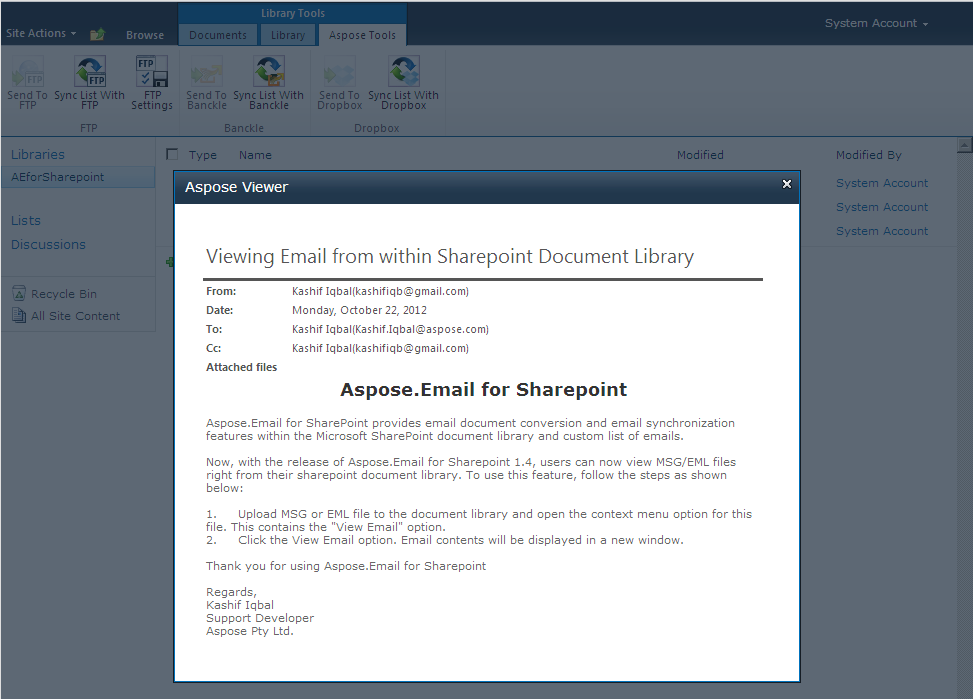 Library Tools
System Account
Site Actions
Browse
Documents
Library
Aspose Tools
FTP
FTP
FTP
Send To FTP
Sync List With FTP
FTP Settings
Send To Banckle
Sync List With Banckle
Send To Dropbox
Sync List With Dropbox
FTP
Banckle
Dropbox
Libraries
AEforSharepoint
Lists
Discussions
Recycle Bin
All Site Content
Type
Name
Modified
Modified By
System Account
System Account
System Account
Aspose Viewer
Viewing Email from within Sharepoint Document Library
From: Kashif Iqbal(kashifiqb@gmail.com)
Date: Monday, October 22, 2012
To: Kashif Iqbal(Kashif.Iqbal@aspose.com)
Cc: Kashif Iqbal(kashifiqb@gmail.com)
Attached files
Aspose.Email for Sharepoint
Aspose.Email for SharePoint provides email document conversion and email synchronization
features within the Microsoft SharePoint document library and custom list of emails.
Now, with the release of Aspose.Email for Sharepoint 1.4, users can now view MSG/EML files
right from their sharepoint document library. To use this feature, follow the steps as shown
below:
1. Upload MSG or EML file to the document library and open the context menu option for this
file. This contains the "View Email" option.
2. Click the View Email option. Email contents will be displayed in a new window.
Thank you for using Aspose.Email for Sharepoint
Regards,
Kashif Iqbal
Support Developer
Aspose Pty Ltd.